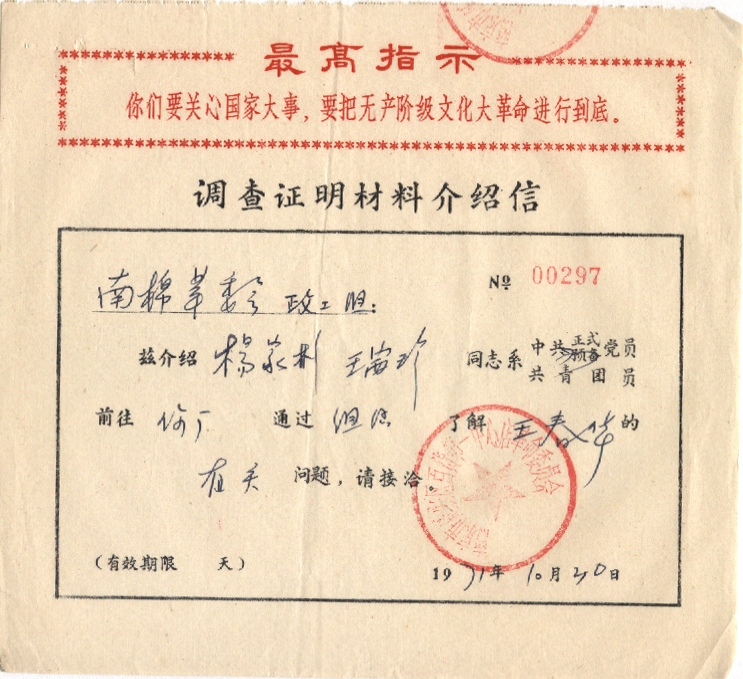 最高指示
你们要关心国家大事，要把无产阶级文化大革命进行到底。
调查证明材料介绍信
№ 00297
南棉革委会 政工组：
兹介绍 杨家彬 王富珍 同志系 中共正式预备党员 共青团员
前往 你厂 通过 组织 了解 王春华 的
有关 问题，请接洽。
（有效期限 天） 1971年10月20日